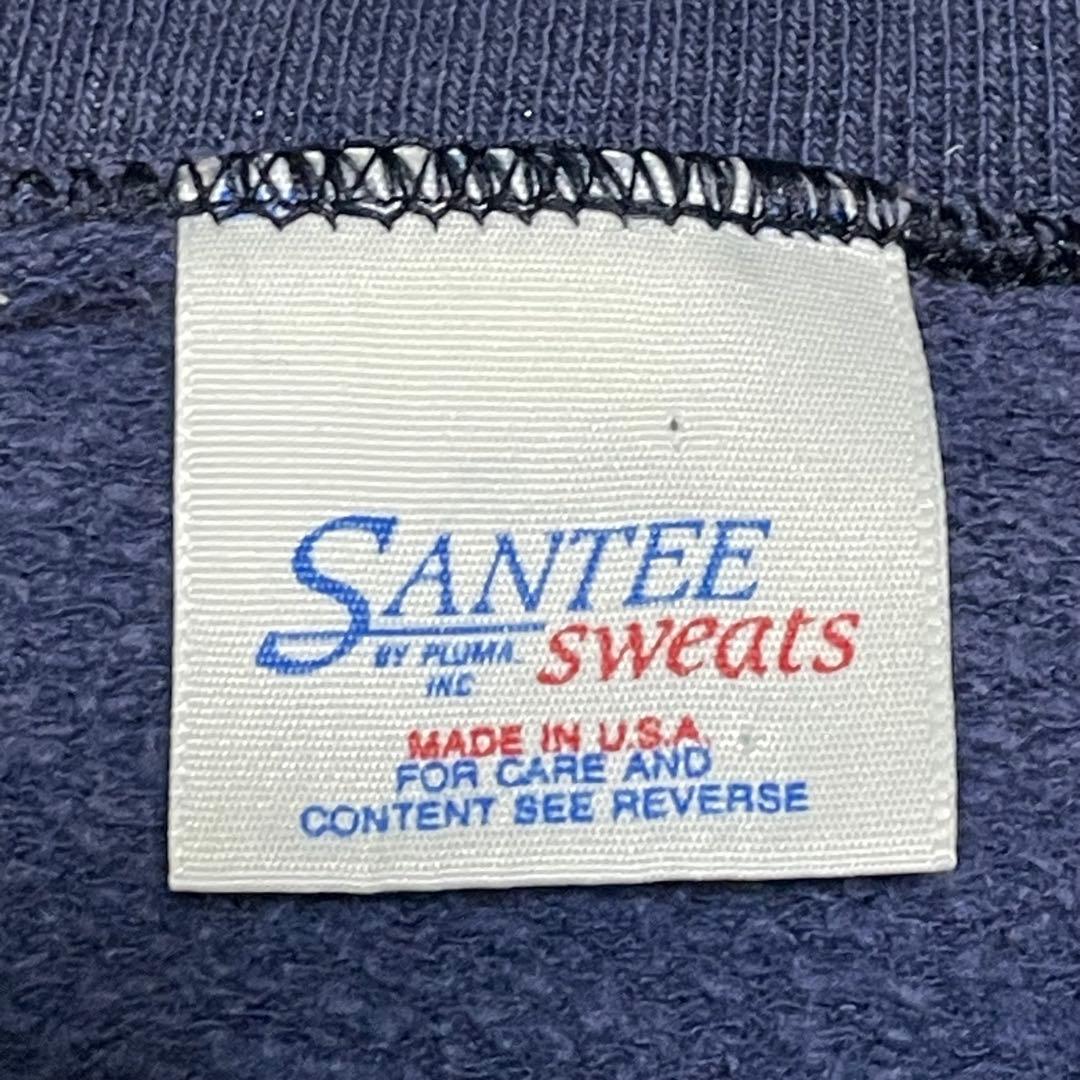 SANTEE
sweats
BY PLUMA.
INC
MADE IN U.S.A.
FOR CARE AND
CONTENT SEE REVERSE